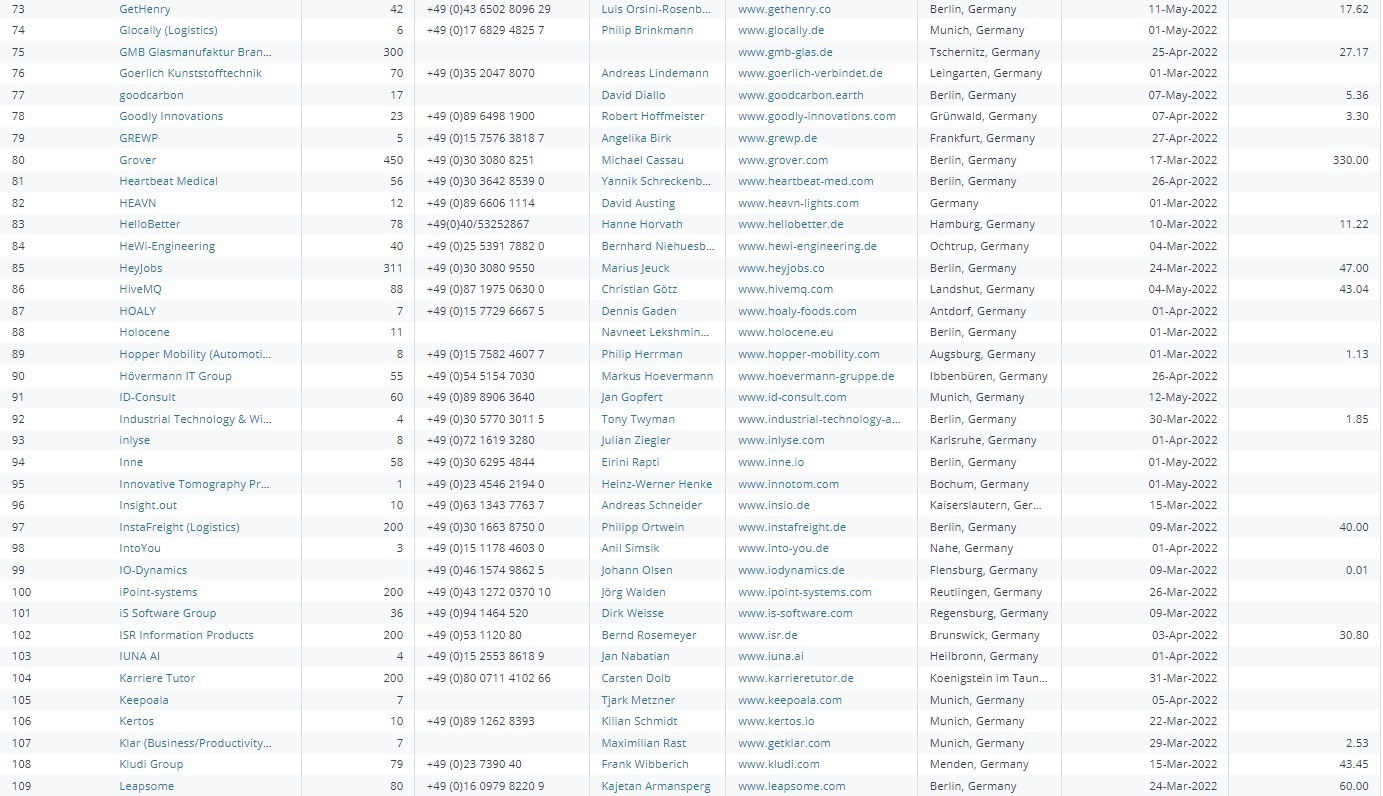 73 GetHenry 42 +49 (0)43 6502 8096 29 Luis Orsini-Rosenb... www.gethenry.co Berlin, Germany 11-May-2022 17.62
74 Glocally (Logistics) 6 +49 (0)17 6829 4825 7 Philip Brinkmann www.glocally.de Munich, Germany 01-May-2022
75 GMB Glasmanufaktur Bran... 300 www.gmb-glas.de Tschernitz, Germany 25-Apr-2022 27.17
76 Goerlich Kunststofftechnik 70 +49 (0)35 2047 8070 Andreas Lindemann www.goerlich-verbindet.de Leingarten, Germany 01-Mar-2022
77 goodcarbon 17 David Diallo www.goodcarbon.earth Berlin, Germany 07-May-2022 5.36
78 Goodly Innovations 23 +49 (0)89 6498 1900 Robert Hoffmeister www.goodly-innovations.com Grünwald, Germany 07-Apr-2022 3.30
79 GREWP 5 +49 (0)15 7576 3818 7 Angelika Birk www.grewp.de Frankfurt, Germany 27-Apr-2022
80 Grover 450 +49 (0)30 3080 8251 Michael Cassau www.grover.com Berlin, Germany 17-Mar-2022 330.00
81 Heartbeat Medical 56 +49 (0)30 3642 8539 0 Yannik Schreckenb... www.heartbeat-med.com Berlin, Germany 26-Apr-2022
82 HEAVN 12 +49 (0)89 6606 1114 David Austing www.heavn-lights.com Germany 01-Mar-2022
83 HelloBetter 78 +49(0)40/53252867 Hanne Horvath www.hellobetter.de Hamburg, Germany 10-Mar-2022 11.22
84 HeWi-Engineering 40 +49 (0)25 5391 7882 0 Bernhard Niehuesb... www.hewi-engineering.de Ochtrup, Germany 04-Mar-2022
85 HeyJobs 311 +49 (0)30 3080 9550 Marius Jeuck www.heyjobs.co Berlin, Germany 24-Mar-2022 47.00
86 HiveMQ 88 +49 (0)87 1975 0630 0 Christian Götz www.hivemq.com Landshut, Germany 04-May-2022 43.04
87 HOALY 7 +49 (0)15 7729 6667 5 Dennis Gaden www.hoaly-foods.com Antdorf, Germany 01-Apr-2022
88 Holocene 11 Navneet Lekshmin... www.holocene.eu Berlin, Germany 01-Mar-2022
89 Hopper Mobility (Automoti... 8 +49 (0)15 7582 4607 7 Philip Herrman www.hopper-mobility.com Augsburg, Germany 01-Mar-2022 1.13
90 Hövermann IT Group 55 +49 (0)54 5154 7030 Markus Hoevermann www.hoevermann-gruppe.de Ibbenbüren, Germany 26-Apr-2022
91 ID-Consult 60 +49 (0)89 8906 3640 Jan Gopfert www.id-consult.com Munich, Germany 12-May-2022
92 Industrial Technology & Wi... 4 +49 (0)30 5770 3011 5 Tony Twyman www.industrial-technology-a... Berlin, Germany 30-Mar-2022 1.85
93 inlyse 8 +49 (0)72 1619 3280 Julian Ziegler www.inlyse.com Karlsruhe, Germany 01-Apr-2022
94 Inne 58 +49 (0)30 6295 4844 Eirini Rapti www.inne.io Berlin, Germany 01-May-2022
95 Innovative Tomography Pr... 1 +49 (0)23 4546 2194 0 Heinz-Werner Henke www.innotom.com Bochum, Germany 01-May-2022
96 Insight.out 10 +49 (0)63 1343 7763 7 Andreas Schneider www.insio.de Kaiserslautern, Ger... 15-Mar-2022
97 InstaFreight (Logistics) 200 +49 (0)30 1663 8750 0 Philipp Ortwein www.instafreight.de Berlin, Germany 09-Mar-2022 40.00
98 IntoYou 3 +49 (0)15 1178 4603 0 Anil Simsik www.into-you.de Nahe, Germany 01-Apr-2022
99 IO-Dynamics +49 (0)46 1574 9862 5 Johann Olsen www.iodynamics.de Flensburg, Germany 09-Mar-2022 0.01
100 iPoint-systems 200 +49 (0)43 1272 0370 10 Jörg Walden www.ipoint-systems.com Reutlingen, Germany 26-Mar-2022
101 iS Software Group 36 +49 (0)94 1464 520 Dirk Weisse www.is-software.com Regensburg, Germany 09-Mar-2022
102 ISR Information Products 200 +49 (0)53 1120 80 Bernd Rosemeyer www.isr.de Brunswick, Germany 03-Apr-2022 30.80
103 IUNA AI 4 +49 (0)15 2553 8618 9 Jan Nabatian www.iuna.ai Heilbronn, Germany 01-Apr-2022
104 Karriere Tutor 200 +49 (0)80 0711 4102 66 Carsten Dolb www.karrieretutor.de Koenigstein im Taun... 31-Mar-2022
105 Keepoala 7 Tjark Metzner www.keepoala.com Munich, Germany 05-Apr-2022
106 Kertos 10 +49 (0)89 1262 8393 Kilian Schmidt www.kertos.io Munich, Germany 22-Mar-2022
107 Klar (Business/Productivity... 7 Maximilian Rast www.getklar.com Munich, Germany 29-Mar-2022 2.53
108 Kludi Group 79 +49 (0)23 7390 40 Frank Wibberich www.kludi.com Menden, Germany 15-Mar-2022 43.45
109 Leapsome 80 +49 (0)16 0979 8220 9 Kajetan Armansperg www.leapsome.com Berlin, Germany 24-Mar-2022 60.00